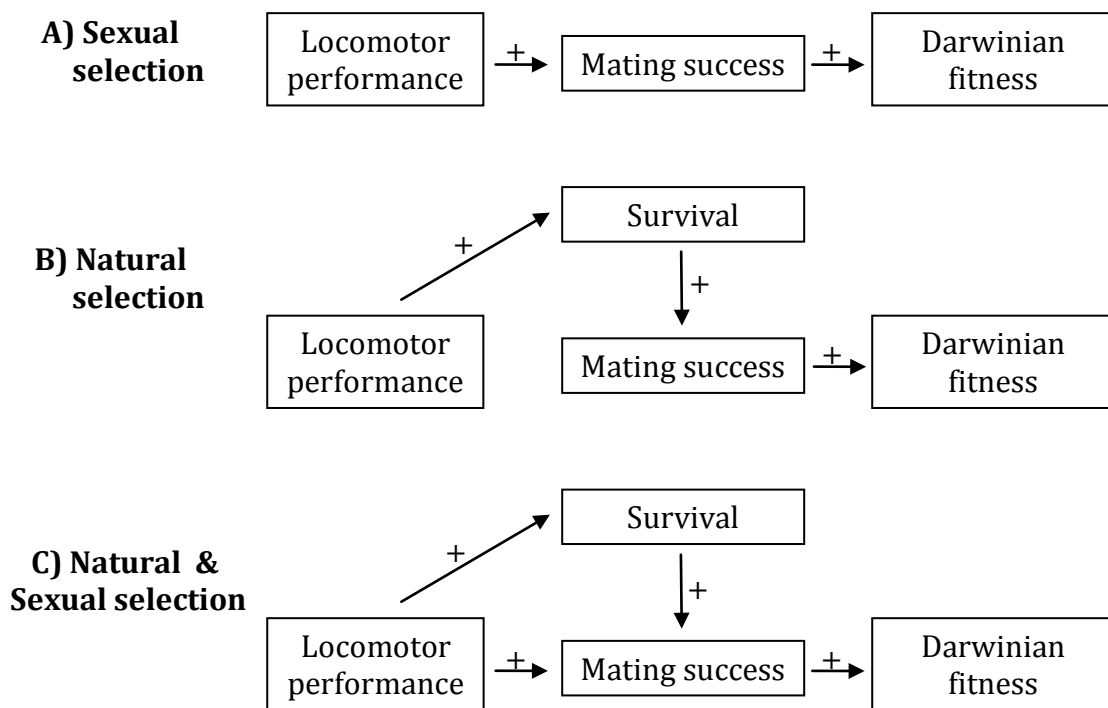 A) Sexual
selection
Locomotor
performance
+
Mating success
+
Darwinian
fitness
Survival
+
+
B) Natural
selection
Locomotor
performance
Mating success
+
Darwinian
fitness
Survival
+
+
C) Natural &
Sexual selection
Locomotor
performance
+
Mating success
+
Darwinian
fitness